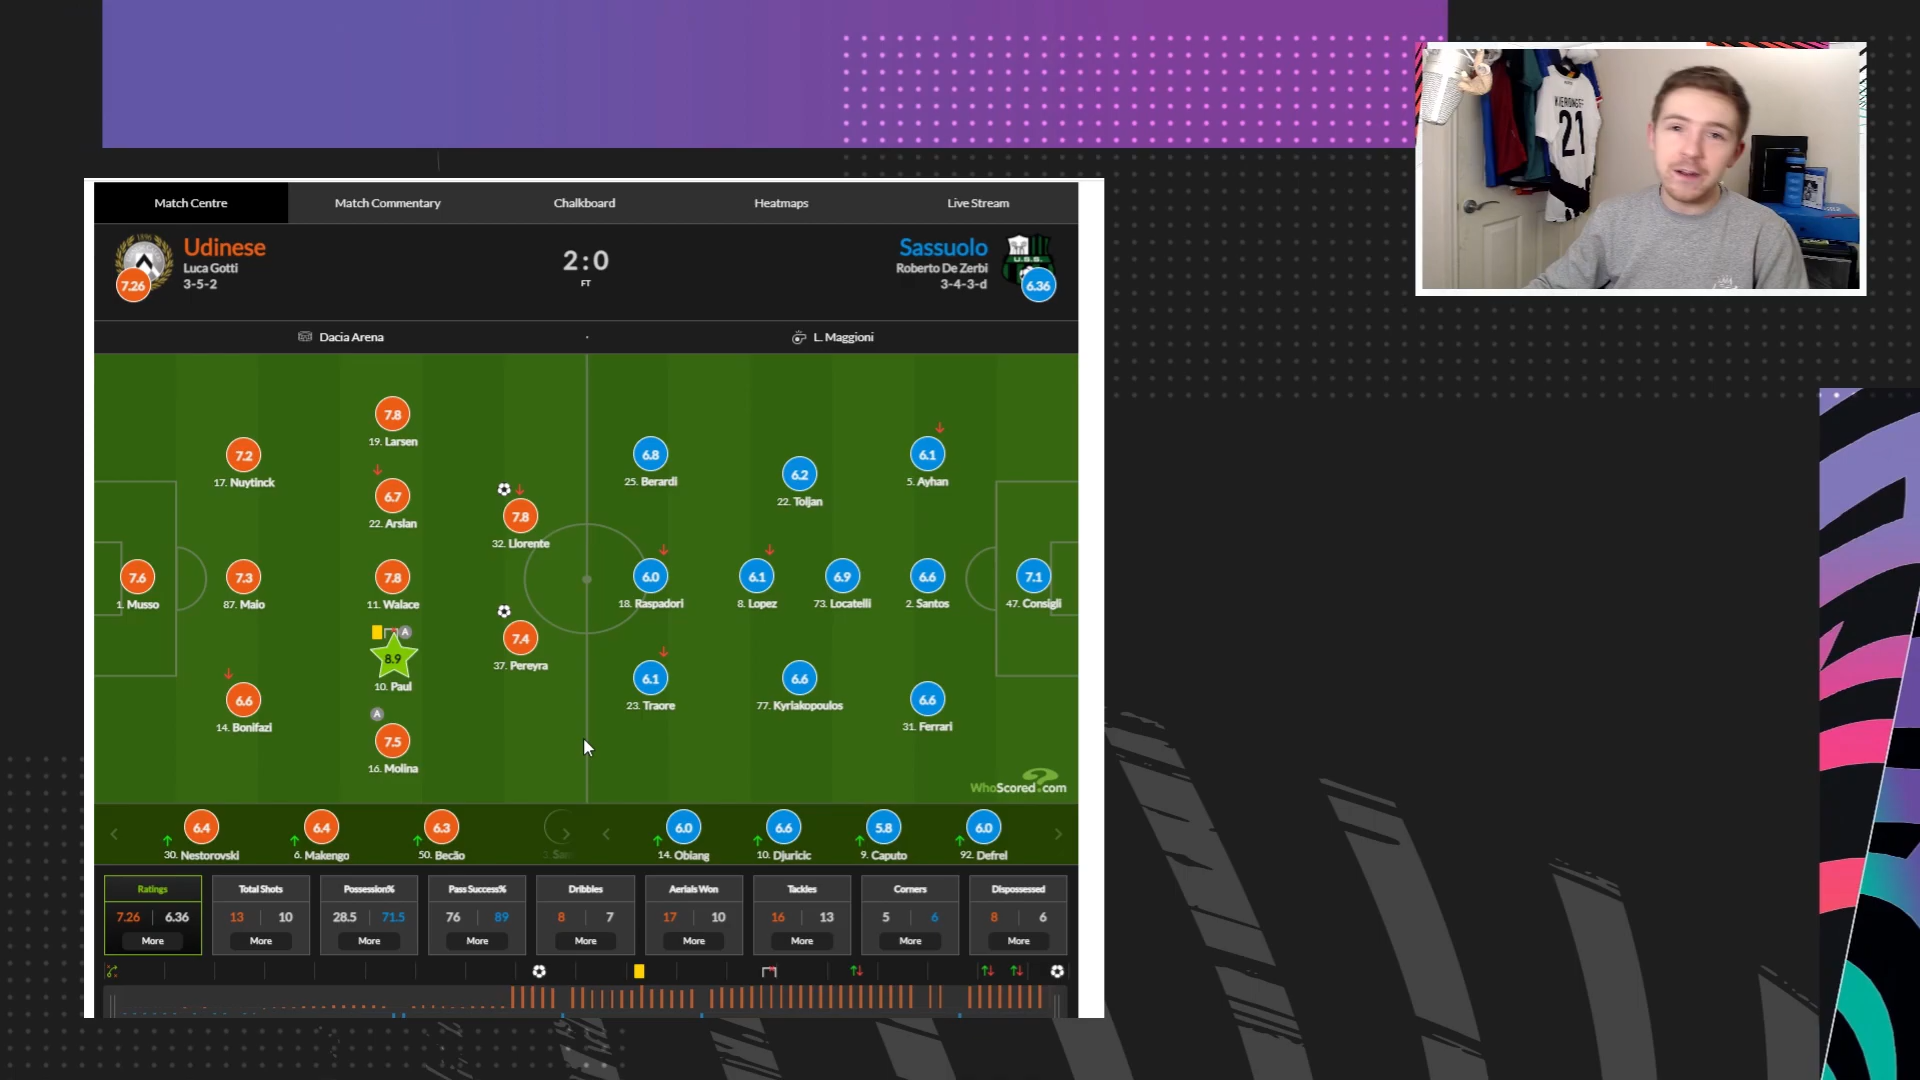 21
Match Centre
Match Commentary
Chalkboard
Heatmaps
Live Stream
Udinese
Luca Gotti
3-5-2
7.26
2 : 0
FT
Sassuolo
Roberto De Zerbi
3-4-3-d
U.S.S.
6.36
Dacia Arena
L. Maggioni
7.8
19. Larsen
7.2
17. Nuytinck
6.7
22. Arslan
7.8
32. Llorente
7.6
1. Musso
7.3
87. Maio
7.8
11. Walace
A
8.9
10. Paul
7.4
37. Pereyra
6.6
14. Bonifazi
A
7.5
16. Molina
6.8
25. Berardi
6.2
22. Toljan
6.1
5. Ayhan
6.0
18. Raspadori
6.1
8. Lopez
6.9
73. Locatelli
6.6
2. Santos
7.1
47. Consigli
6.1
23. Traore
6.6
77. Kyriakopoulos
6.6
31. Ferrari
WhoScored.com
6.4
30. Nestorovski
6.4
6. Makengo
6.3
50. Becão
6.0
14. Obiang
6.6
10. Djuricic
5.8
9. Caputo
6.0
92. Defrel
Ratings
7.26 | 6.36
More
Total Shots
13 | 10
More
Possession%
28.5 | 71.5
More
Pass Success%
76 | 89
More
Dribbles
8 | 7
More
Aerials Won
17 | 10
More
Tackles
16 | 13
More
Corners
5 | 6
More
Dispossessed
8 | 6
More